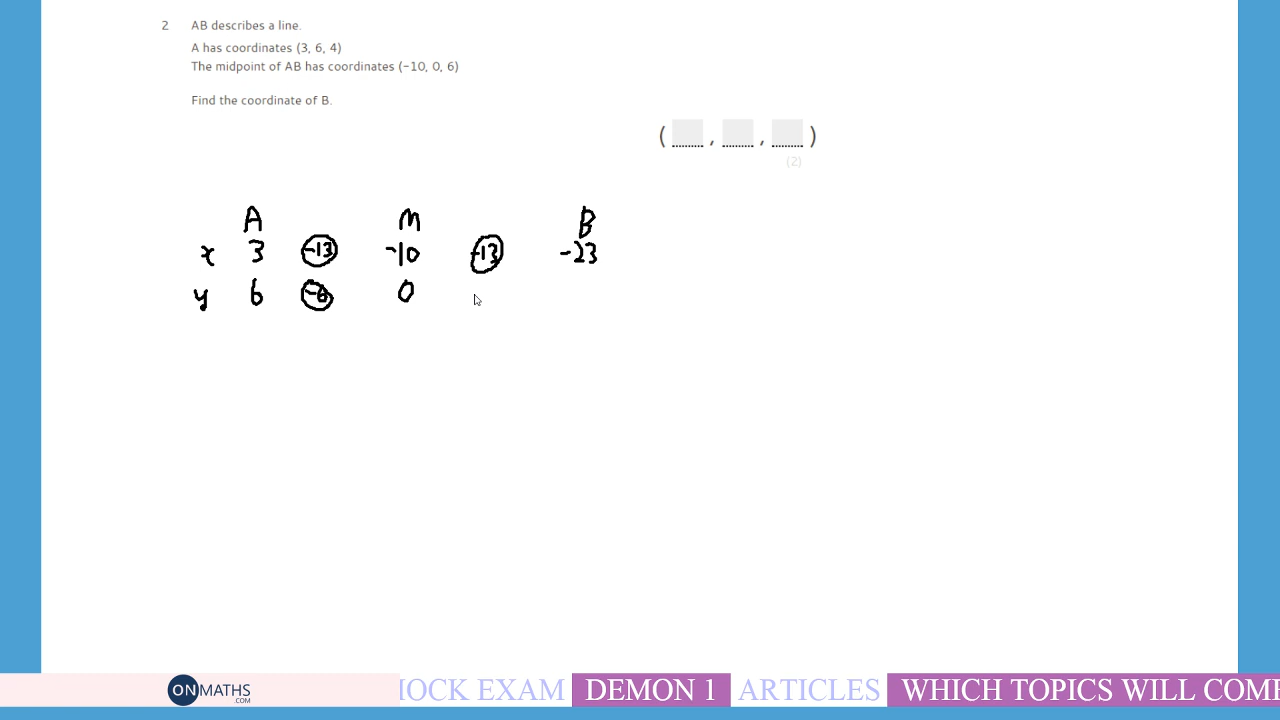 2 AB describes a line.
A has coordinates (3, 6, 4)
The midpoint of AB has coordinates (-10, 0, 6)
Find the coordinate of B.
( , , )
(2)
A M B
x 3 -13 -10 -13 -23
y 6 -6 0
ONMATHS
.COM
MOCK EXAM DEMON 1 ARTICLES WHICH TOPICS WILL COME